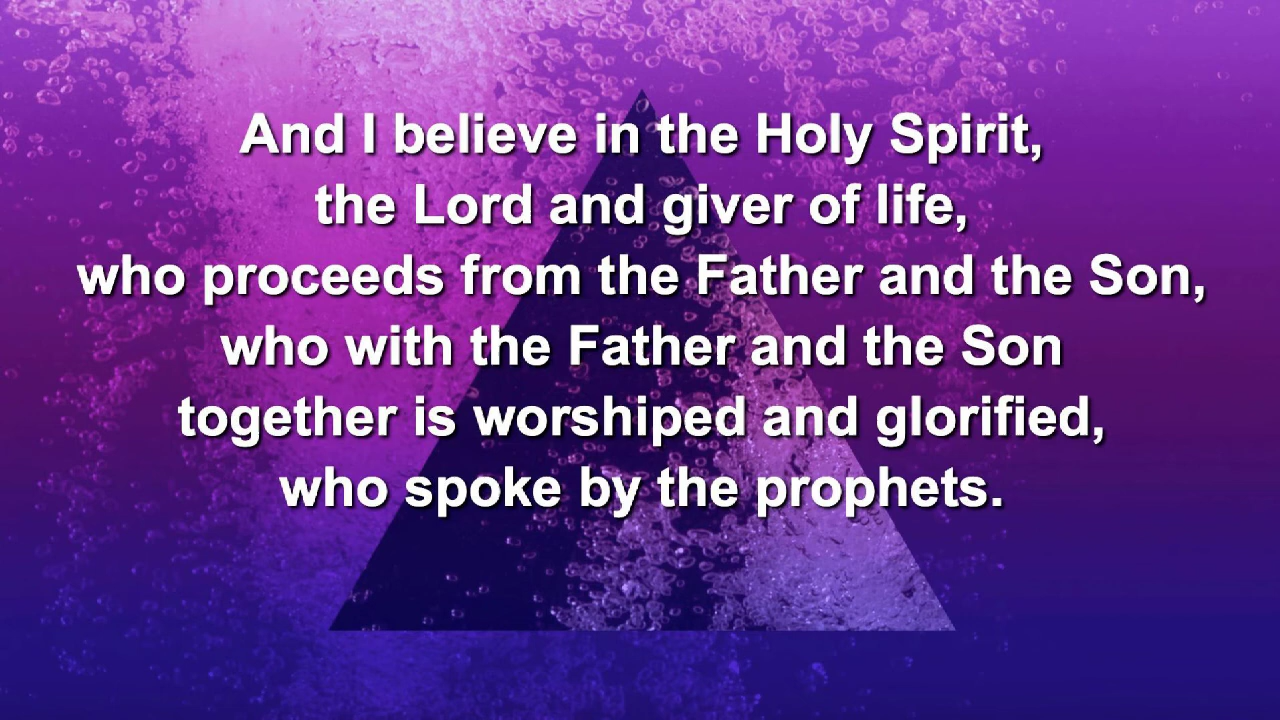 And I believe in the Holy Spirit,
the Lord and giver of life,
who proceeds from the Father and the Son,
who with the Father and the Son
together is worshiped and glorified,
who spoke by the prophets.